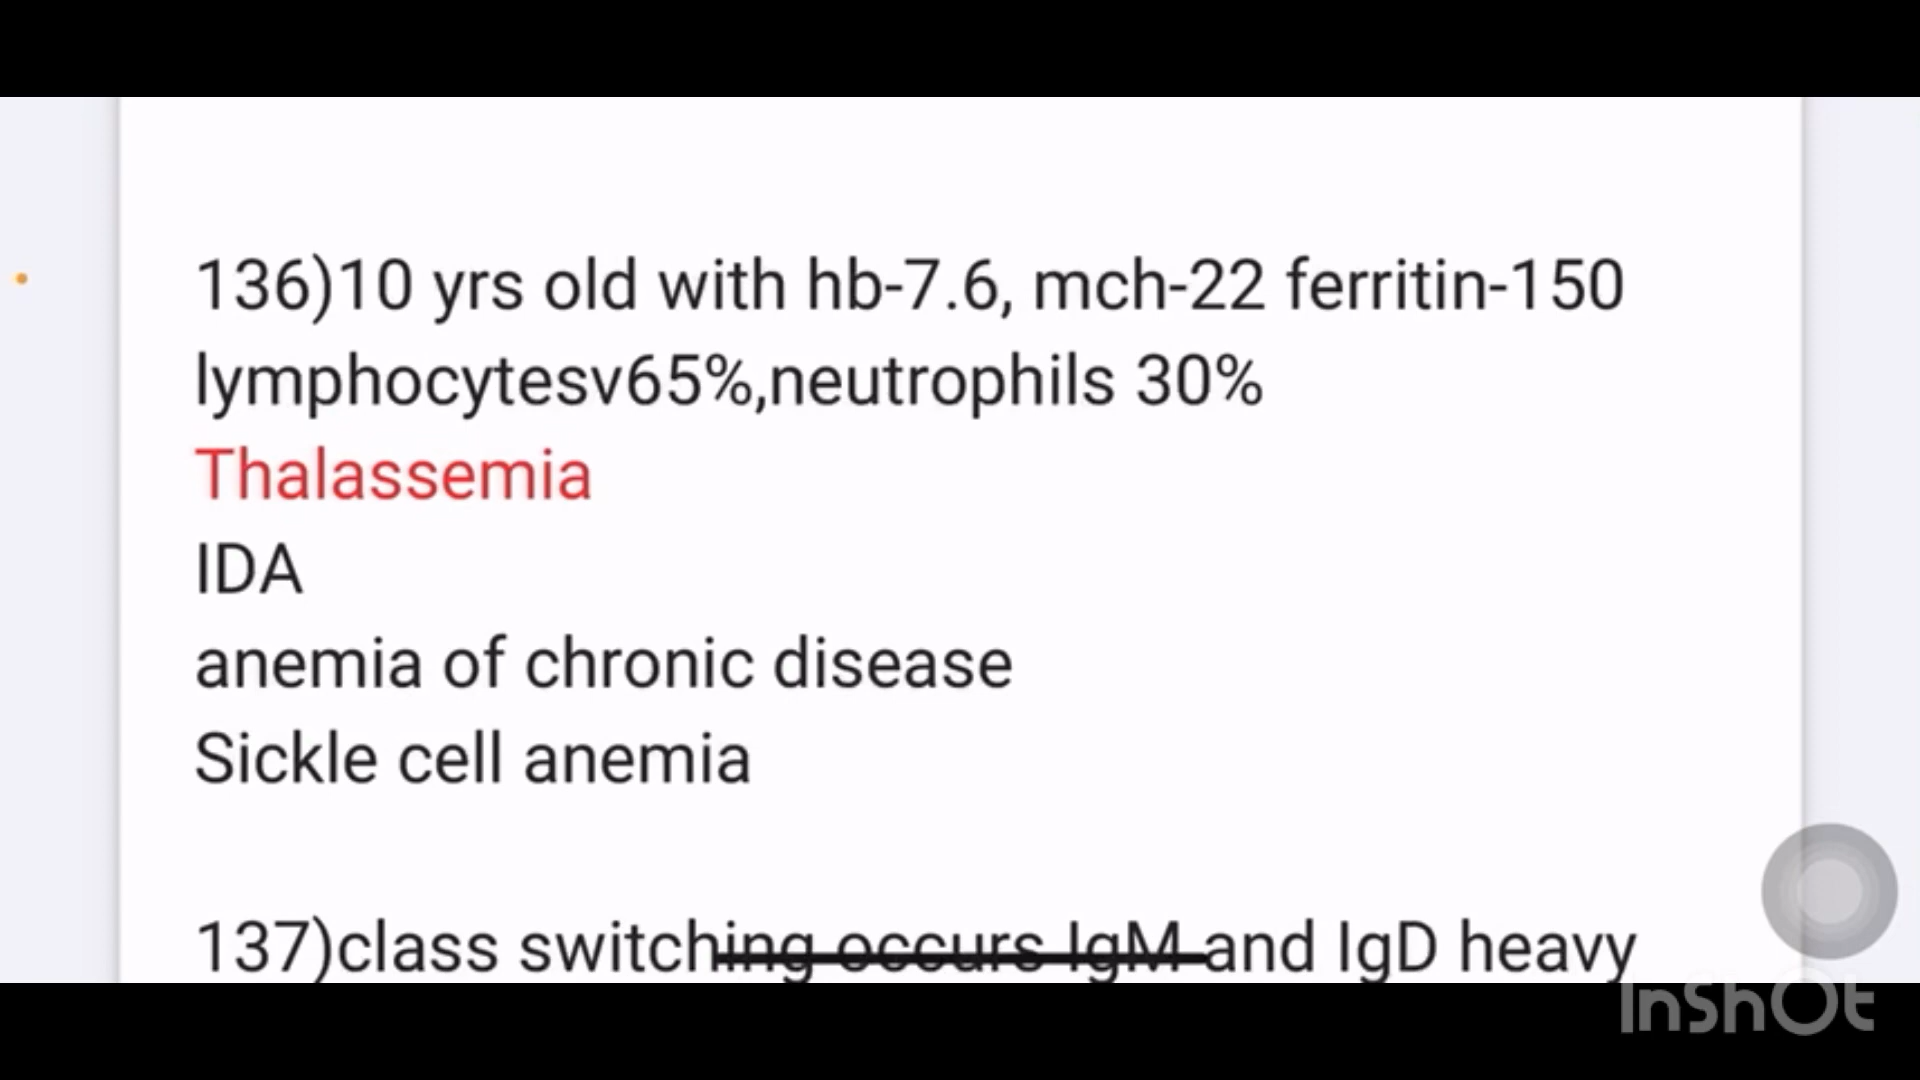 136)10 yrs old with hb-7.6, mch-22 ferritin-150
lymphocytesv65%,neutrophils 30%
Thalassemia
IDA
anemia of chronic disease
Sickle cell anemia
137)class switching occurs IgM and IgD heavy
InShOt